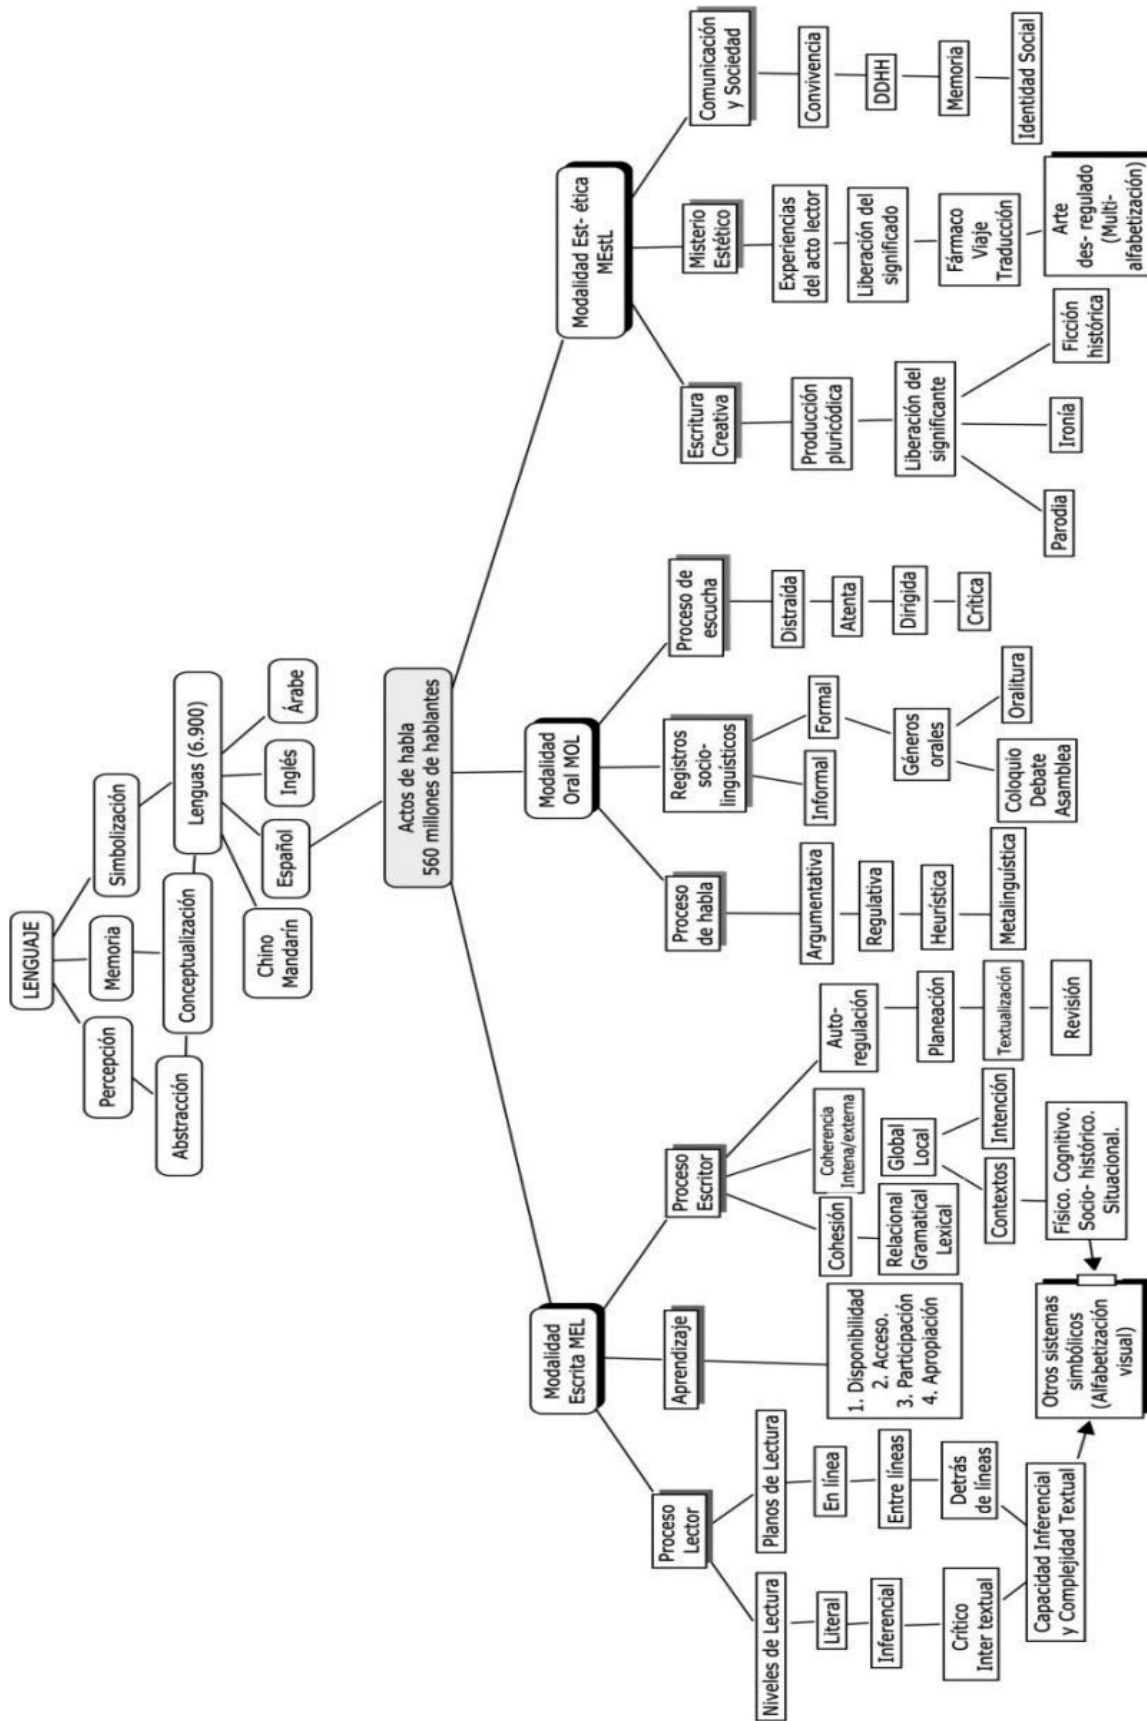 LENGUAJE
Percepción
Memoria
Simbolización
Abstracción
Conceptualización
Lenguas (6.900)
Chino
Mandarín
Español
Inglés
Árabe
Actos de habla
560 millones de hablantes
Modalidad
Escrita MEL
Proceso
Lector
Niveles de Lectura
Literal
Inferencial
Crítico
Inter textual
Planos de Lectura
En línea
Entre líneas
Detrás
de líneas
Capacidad Inferencial
y Complejidad Textual
Aprendizaje
1. Disponibilidad
2. Acceso.
3. Participación
4. Apropiación
Otros sistemas
simbólicos
(Alfabetización
visual)
Proceso
Escritor
Cohesión
Relacional
Gramatical
Lexical
Coherencia
Intena/externa
Global
Local
Contextos
Intención
Físico. Cognitivo.
Socio- histórico.
Situacional.
Auto-
regulación
Planeación
Textualización
Revisión
Modalidad
Oral MOL
Proceso
de habla
Argumentativa
Regulativa
Heurística
Metalinguística
Registros
socio-
linguísticos
Informal
Formal
Géneros
orales
Coloquio
Debate
Asamblea
Oralitura
Proceso de
escucha
Distraída
Atenta
Dirigida
Crítica
Modalidad Est- ética
MEstL
Escritura
Creativa
Producción
pluricódica
Liberación del
significante
Parodia
Ironía
Ficción
histórica
Misterio
Estético
Experiencias
del acto lector
Liberación del
significado
Fármaco
Viaje
Traducción
Arte
des- regulado
(Multi-
alfabetización)
Comunicación
y Sociedad
Convivencia
DDHH
Memoria
Identidad Social